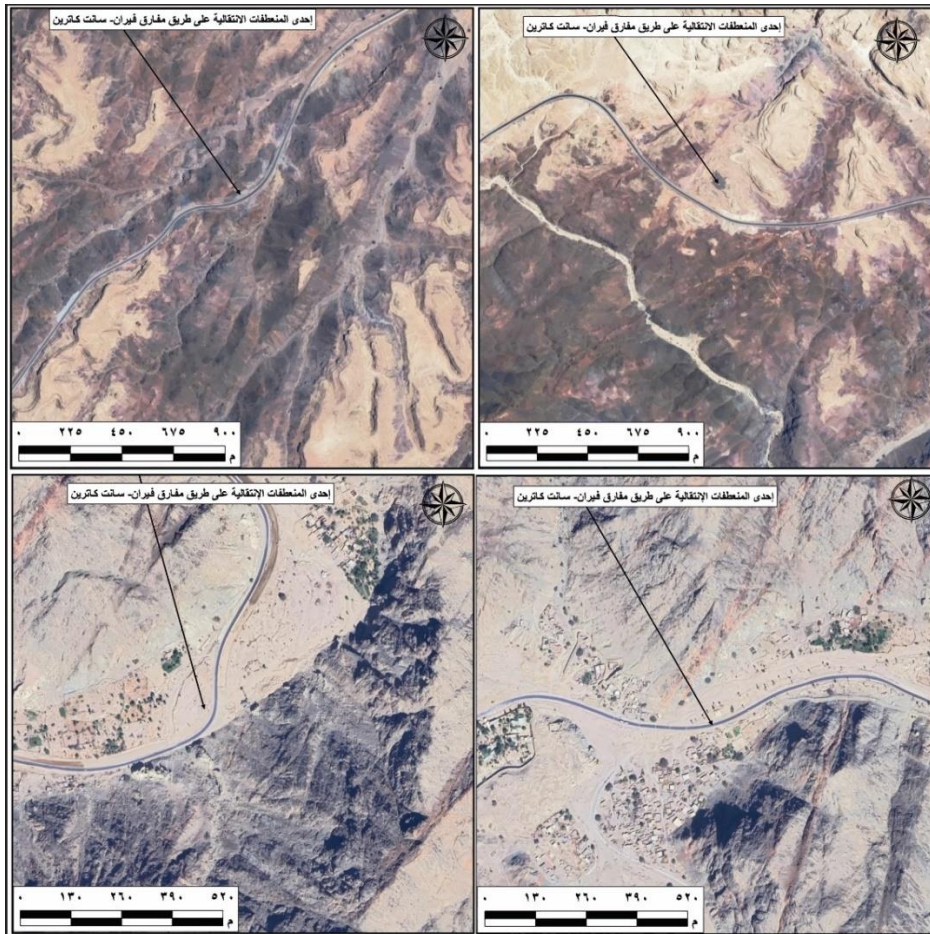 إحدى المنعطفات الانتقالية على طريق مفارق فيران- سانت كاترين
إحدى المنعطفات الانتقالية على طريق مفارق فيران- سانت كاترين
٠ ٢٢٥ ٤٥٠ ٦٧٥ ٩٠٠
م
٠ ٢٢٥ ٤٥٠ ٦٧٥ ٩٠٠
م
إحدى المنعطفات الإنتقالية على طريق مفارق فيران- سانت كاترين
إحدى المنعطفات الانتقالية على طريق مفارق فيران- سانت كاترين
٠ ١٣٠ ٢٦٠ ٣٩٠ ٥٢٠
م
٠ ١٣٠ ٢٦٠ ٣٩٠ ٥٢٠
م